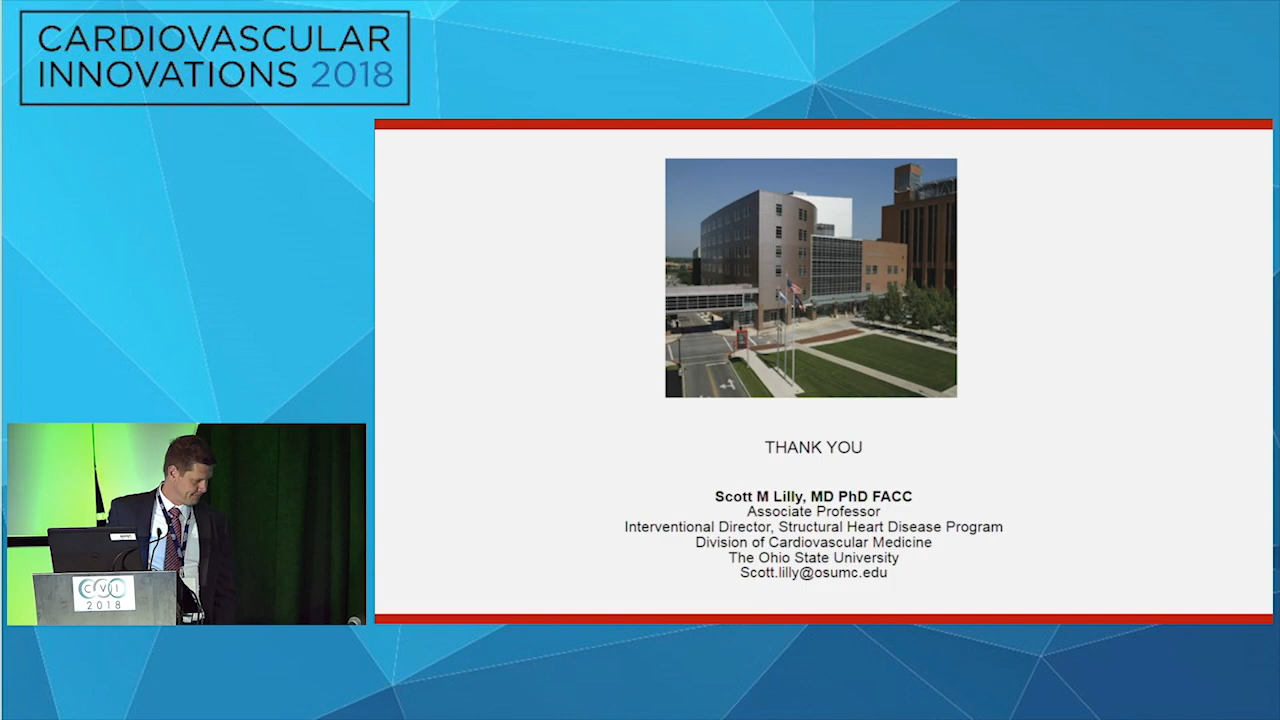 CARDIOVASCULAR
INNOVATIONS 2018
THANK YOU
Scott M Lilly, MD PhD FACC
Associate Professor
Interventional Director, Structural Heart Disease Program
Division of Cardiovascular Medicine
The Ohio State University
Scott.lilly@osumc.edu
CVI
2018